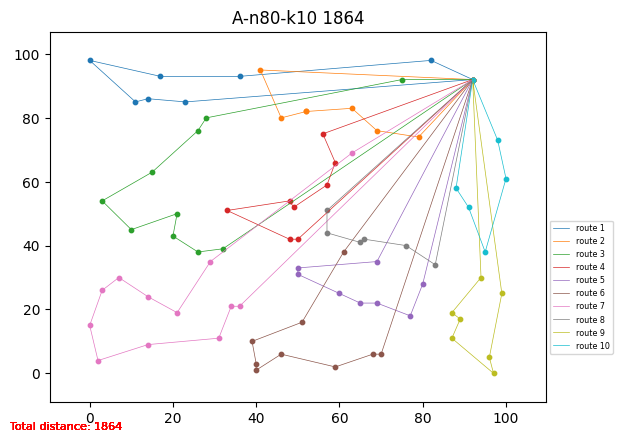 A-n80-k10 1864
100
80
60
40
20
0
0 20 40 60 80 100
route 1
route 2
route 3
route 4
route 5
route 6
route 7
route 8
route 9
route 10
Total distance: 1864